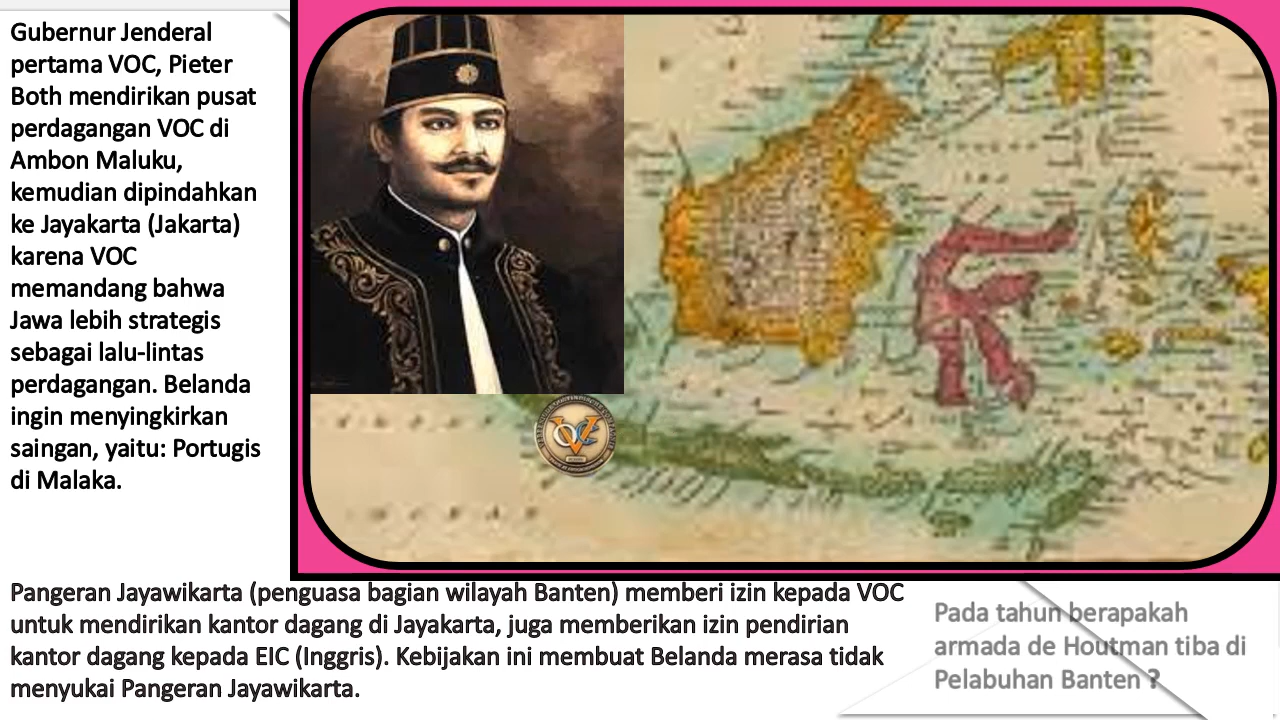 Gubernur Jenderal
pertama VOC, Pieter
Both mendirikan pusat
perdagangan VOC di
Ambon Maluku,
kemudian dipindahkan
ke Jayakarta (Jakarta)
karena VOC
memandang bahwa
Jawa lebih strategis
sebagai lalu-lintas
perdagangan. Belanda
ingin menyingkirkan
saingan, yaitu: Portugis
di Malaka.
Pangeran Jayawikarta (penguasa bagian wilayah Banten) memberi izin kepada VOC
untuk mendirikan kantor dagang di Jayakarta, juga memberikan izin pendirian
kantor dagang kepada EIC (Inggris). Kebijakan ini membuat Belanda merasa tidak
menyukai Pangeran Jayawikarta.
Pada tahun berapakah
armada de Houtman tiba di
Pelabuhan Banten ?